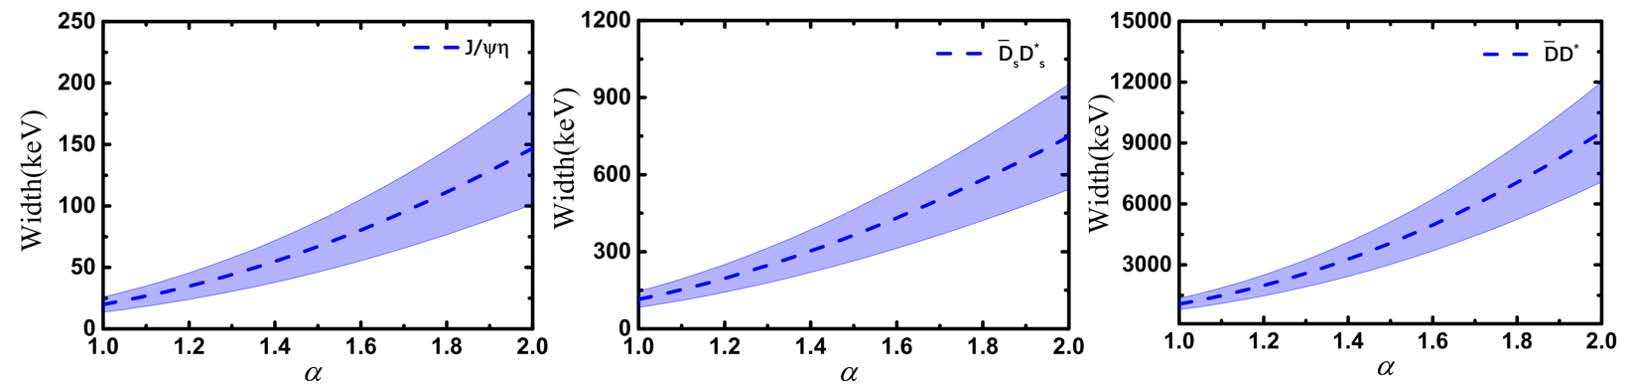 250
200
150
100
50
0
Width(keV)
J/ψη
1.0 1.2 1.4 1.6 1.8 2.0
α
1200
900
600
300
0
Width(keV)
D̅ₛD*ₛ
1.0 1.2 1.4 1.6 1.8 2.0
α
15000
12000
9000
6000
3000
Width(keV)
D̅D*
1.0 1.2 1.4 1.6 1.8 2.0
α